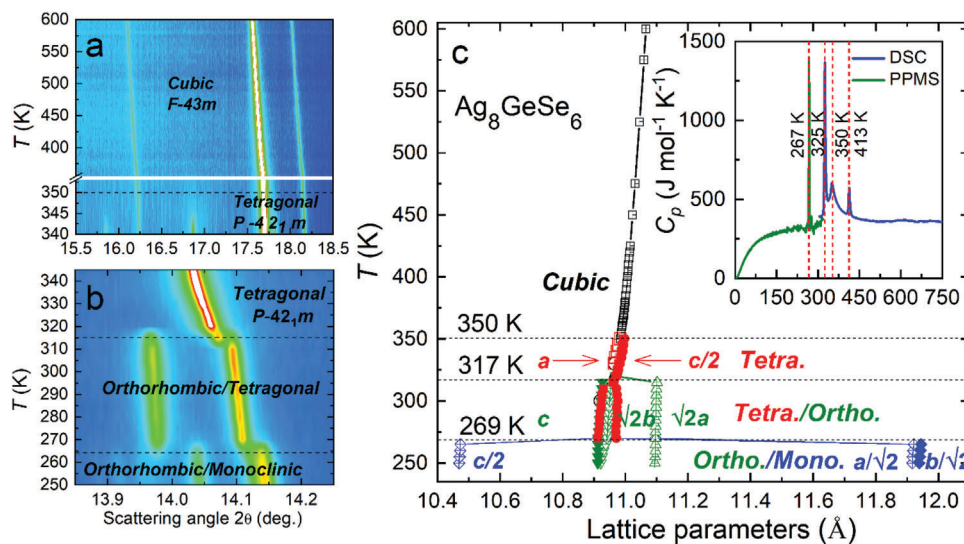 a
T (K)
600
550
500
450
400
350
340
Cubic
F-43m
Tetragonal
P-42₁m
15.5 16.0 16.5 17.0 17.5 18.0 18.5
b
T (K)
340
330
320
310
300
290
280
270
260
250
Tetragonal
P-42₁m
Orthorhombic/Tetragonal
Orthorhombic/Monoclinic
13.9 14.0 14.1 14.2
Scattering angle 2θ (deg.)
c
Ag₈GeSe₆
T (K)
600
550
500
450
400
350
300
250
Cubic
350 K
a
c/2
Tetra.
317 K
c
√2b
√2a
Tetra./Ortho.
269 K
c/2
Ortho./Mono.
a/√2
b/√2
10.4 10.6 10.8 11.0 11.2 11.4 11.6 11.8 12.0
Lattice parameters (Å)
Cₚ (J mol⁻¹ K⁻¹)
1500
1000
500
0
DSC
PPMS
267 K
325 K
350 K
413 K
0 150 300 450 600 750